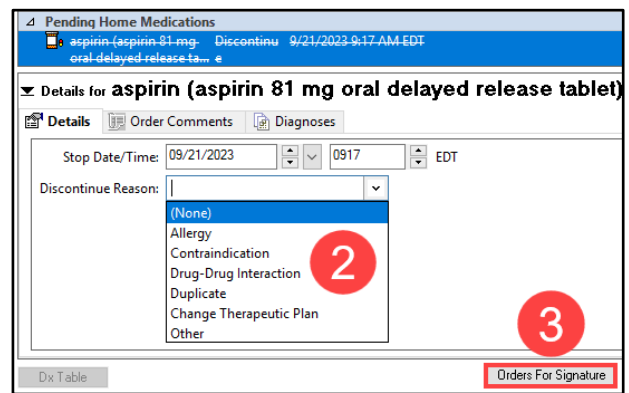 Pending Home Medications
aspirin (aspirin 81 mg- Discontinu 9/21/2023 9:17 AM EDT
oral delayed release ta... e
Details for aspirin (aspirin 81 mg oral delayed release tablet)
Details Order Comments Diagnoses
Stop Date/Time: 09/21/2023 0917 EDT
Discontinue Reason:
(None)
Allergy
Contraindication
Drug-Drug Interaction
Duplicate
Change Therapeutic Plan
Other
2
3
Dx Table Orders For Signature